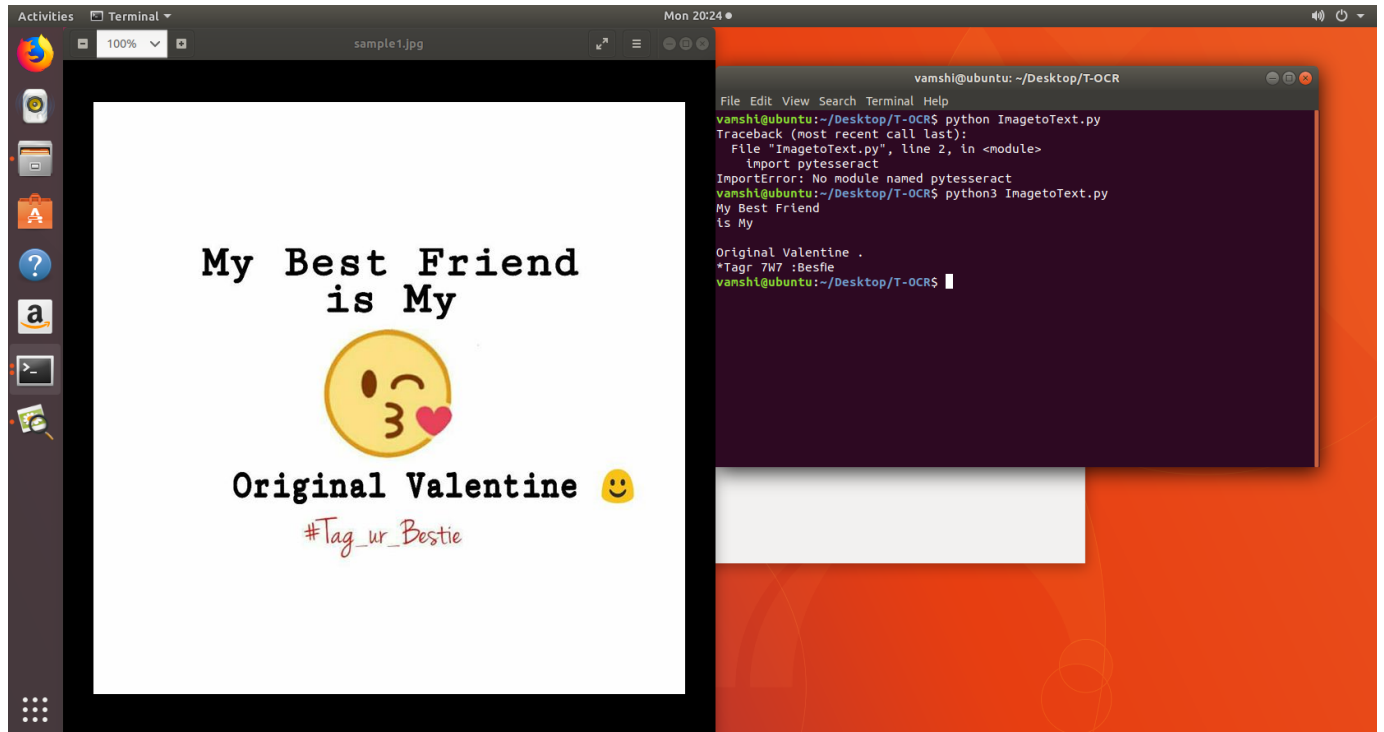 Activities Terminal Mon 20:24
100% sample1.jpg
My Best Friend
is My
Original Valentine
#Tag_ur_Bestie
vamshi@ubuntu: ~/Desktop/T-OCR
File Edit View Search Terminal Help
vamshi@ubuntu:~/Desktop/T-OCR$ python ImagetoText.py
Traceback (most recent call last):
File "ImagetoText.py", line 2, in <module>
import pytesseract
ImportError: No module named pytesseract
vamshi@ubuntu:~/Desktop/T-OCR$ python3 ImagetoText.py
My Best Friend
is My
Original Valentine .
*Tagr 7W7 :Besfie
vamshi@ubuntu:~/Desktop/T-OCR$